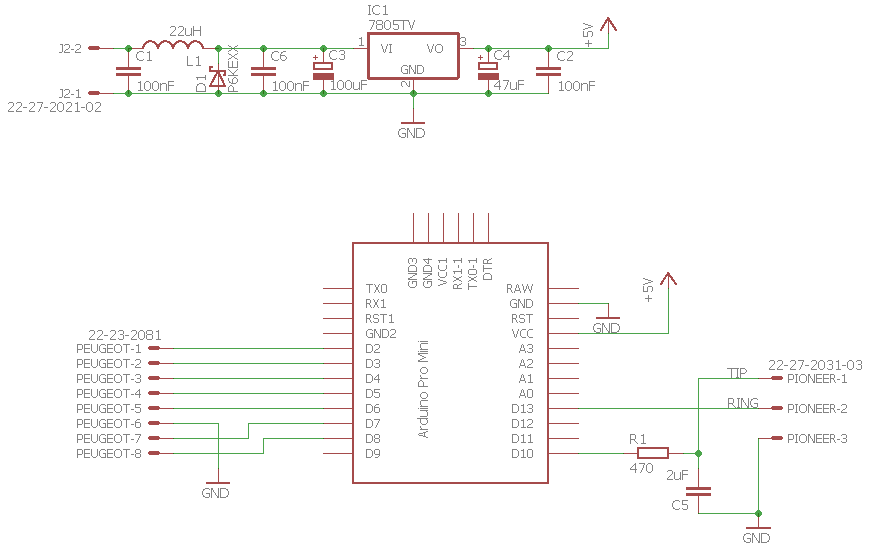 IC1
7805TV
22uH
+5V
J2-2
1
VI
VO
3
C1
L1
C6
C3
C4
C2
+
+
D1
P6KEXX
GND
2
100nF
100nF
100uF
47uF
100nF
J2-1
22-27-2021-02
GND
GND3
GND4
VCC1
RX1-1
TX0-1
DTR
TX0
RX1
RST1
GND2
D2
D3
D4
D5
D6
D7
D8
D9
Arduino Pro Mini
RAW
GND
RST
VCC
A3
A2
A1
A0
D13
D12
D11
D10
+5V
GND
22-23-2081
PEUGEOT-1
PEUGEOT-2
PEUGEOT-3
PEUGEOT-4
PEUGEOT-5
PEUGEOT-6
PEUGEOT-7
PEUGEOT-8
GND
22-27-2031-03
TIP
PIONEER-1
RING
PIONEER-2
PIONEER-3
R1
470
2uF
C5
GND